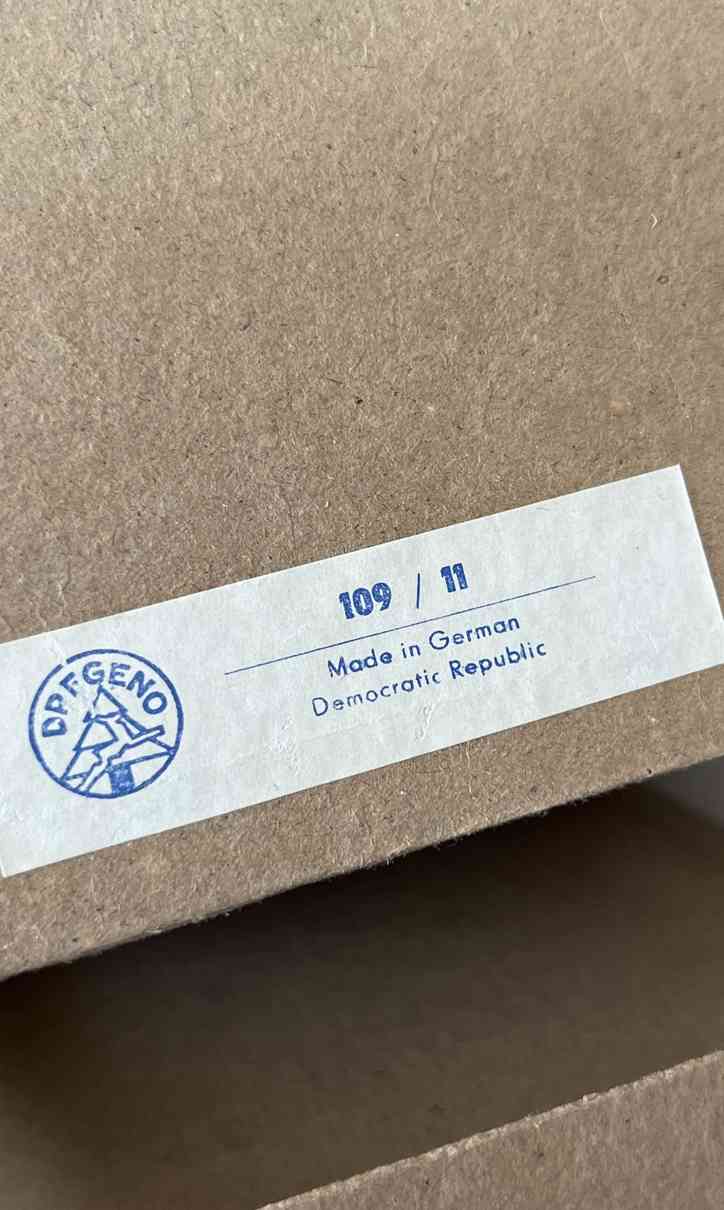 109 / 11
Made in German
Democratic Republic
DREGENO